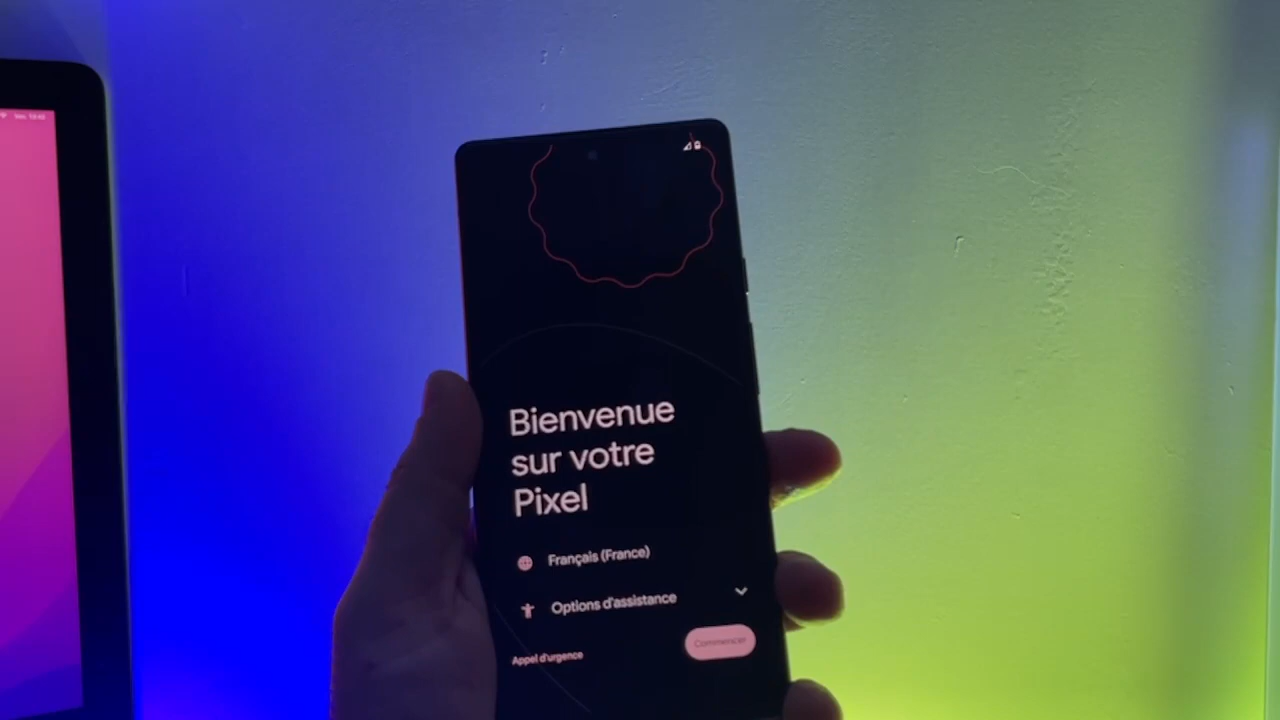 Bienvenue
sur votre
Pixel
Français (France)
Options d'assistance
Appel d'urgence
Commencer